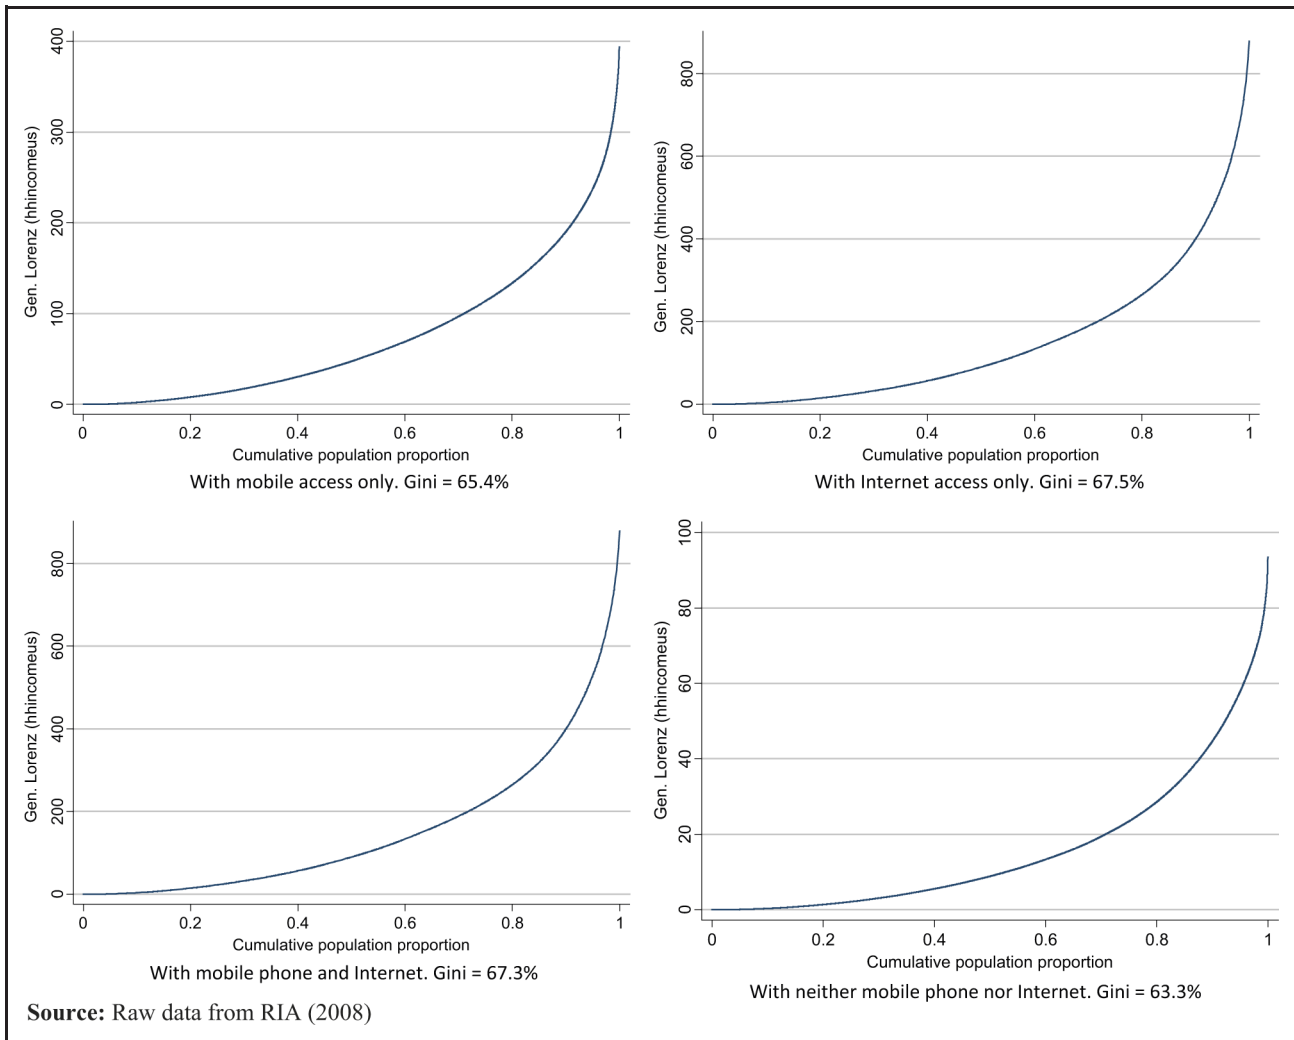 Gen. Lorenz (hhincomeus)
400
300
200
100
0
0 0.2 0.4 0.6 0.8 1
Cumulative population proportion
With mobile access only. Gini = 65.4%
Gen. Lorenz (hhincomeus)
800
600
400
200
0
0 0.2 0.4 0.6 0.8 1
Cumulative population proportion
With Internet access only. Gini = 67.5%
Gen. Lorenz (hhincomeus)
800
600
400
200
0
0 0.2 0.4 0.6 0.8 1
Cumulative population proportion
With mobile phone and Internet. Gini = 67.3%
Gen. Lorenz (hhincomeus)
100
80
60
40
20
0
0 0.2 0.4 0.6 0.8 1
Cumulative population proportion
With neither mobile phone nor Internet. Gini = 63.3%
Source: Raw data from RIA (2008)